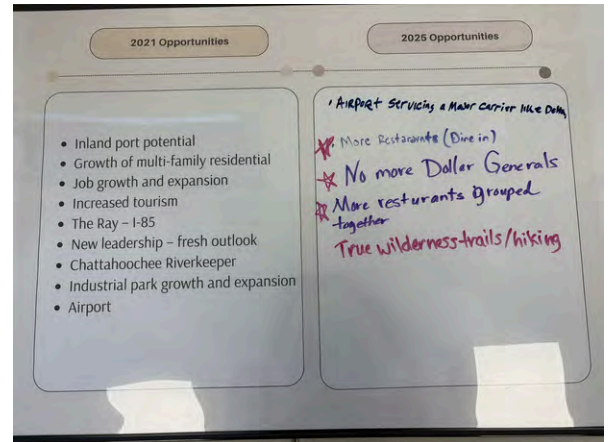 2021 Opportunities
2025 Opportunities
• Inland port potential
• Growth of multi-family residential
• Job growth and expansion
• Increased tourism
• The Ray – I-85
• New leadership – fresh outlook
• Chattahoochee Riverkeeper
• Industrial park growth and expansion
• Airport
• AIRPORT Servicing a Major Carrier like Delta
• More Restaraunts (Dine in)
No more Dollar Generals
More resturants grouped
together
True wilderness-trails/hiking